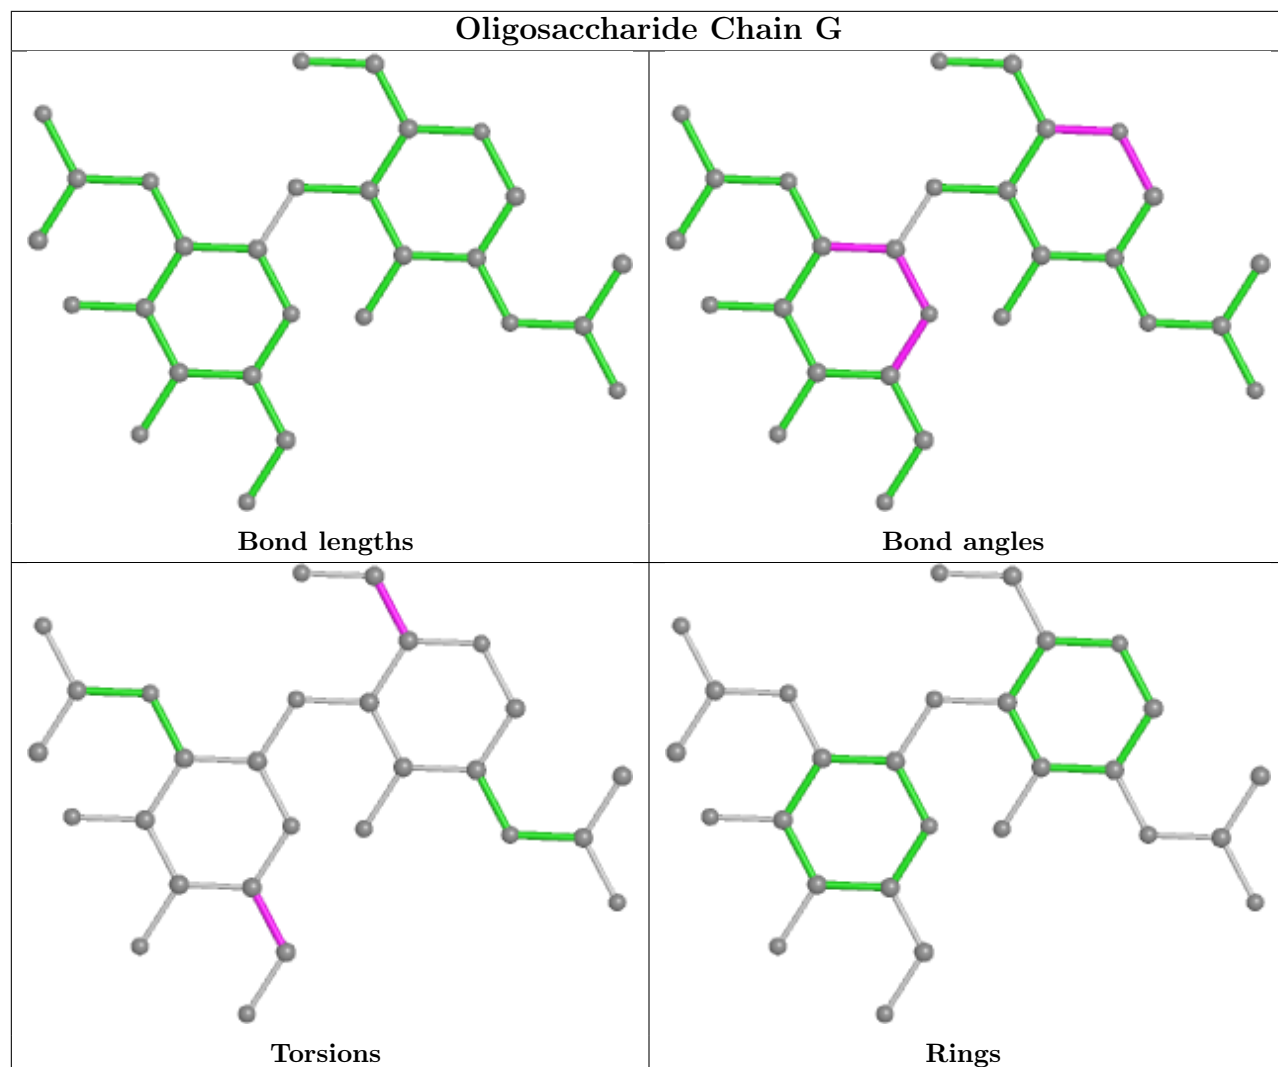 Oligosaccharide Chain G
Bond lengths
Bond angles
Torsions
Rings